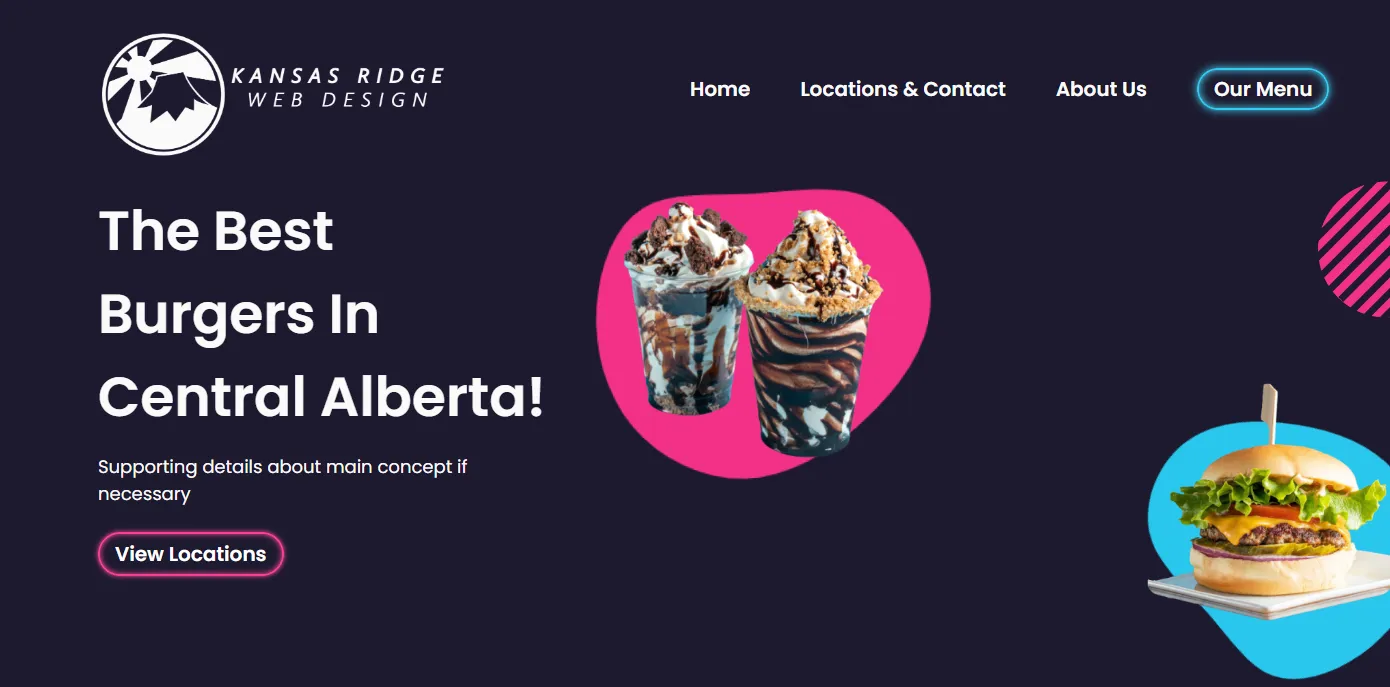 KANSAS RIDGE
WEB DESIGN
Home
Locations & Contact
About Us
Our Menu
The Best
Burgers In
Central Alberta!
Supporting details about main concept if
necessary
View Locations